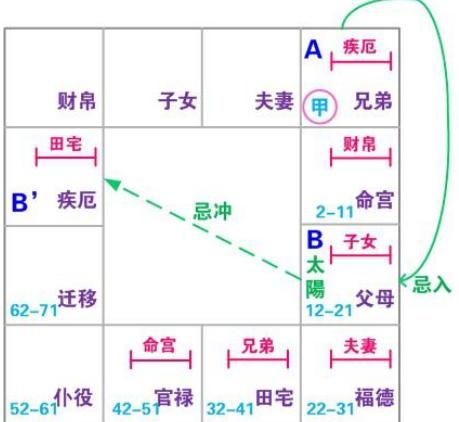 A 疾厄
财帛 子女 夫妻 甲 兄弟
田宅 财帛
B' 疾厄 2-11 命宫
忌冲
B 子女
太陽
62-71 迁移 12-21 父母 忌入
命宫 兄弟 夫妻
52-61 仆役 42-51 官禄 32-41 田宅 22-31 福德